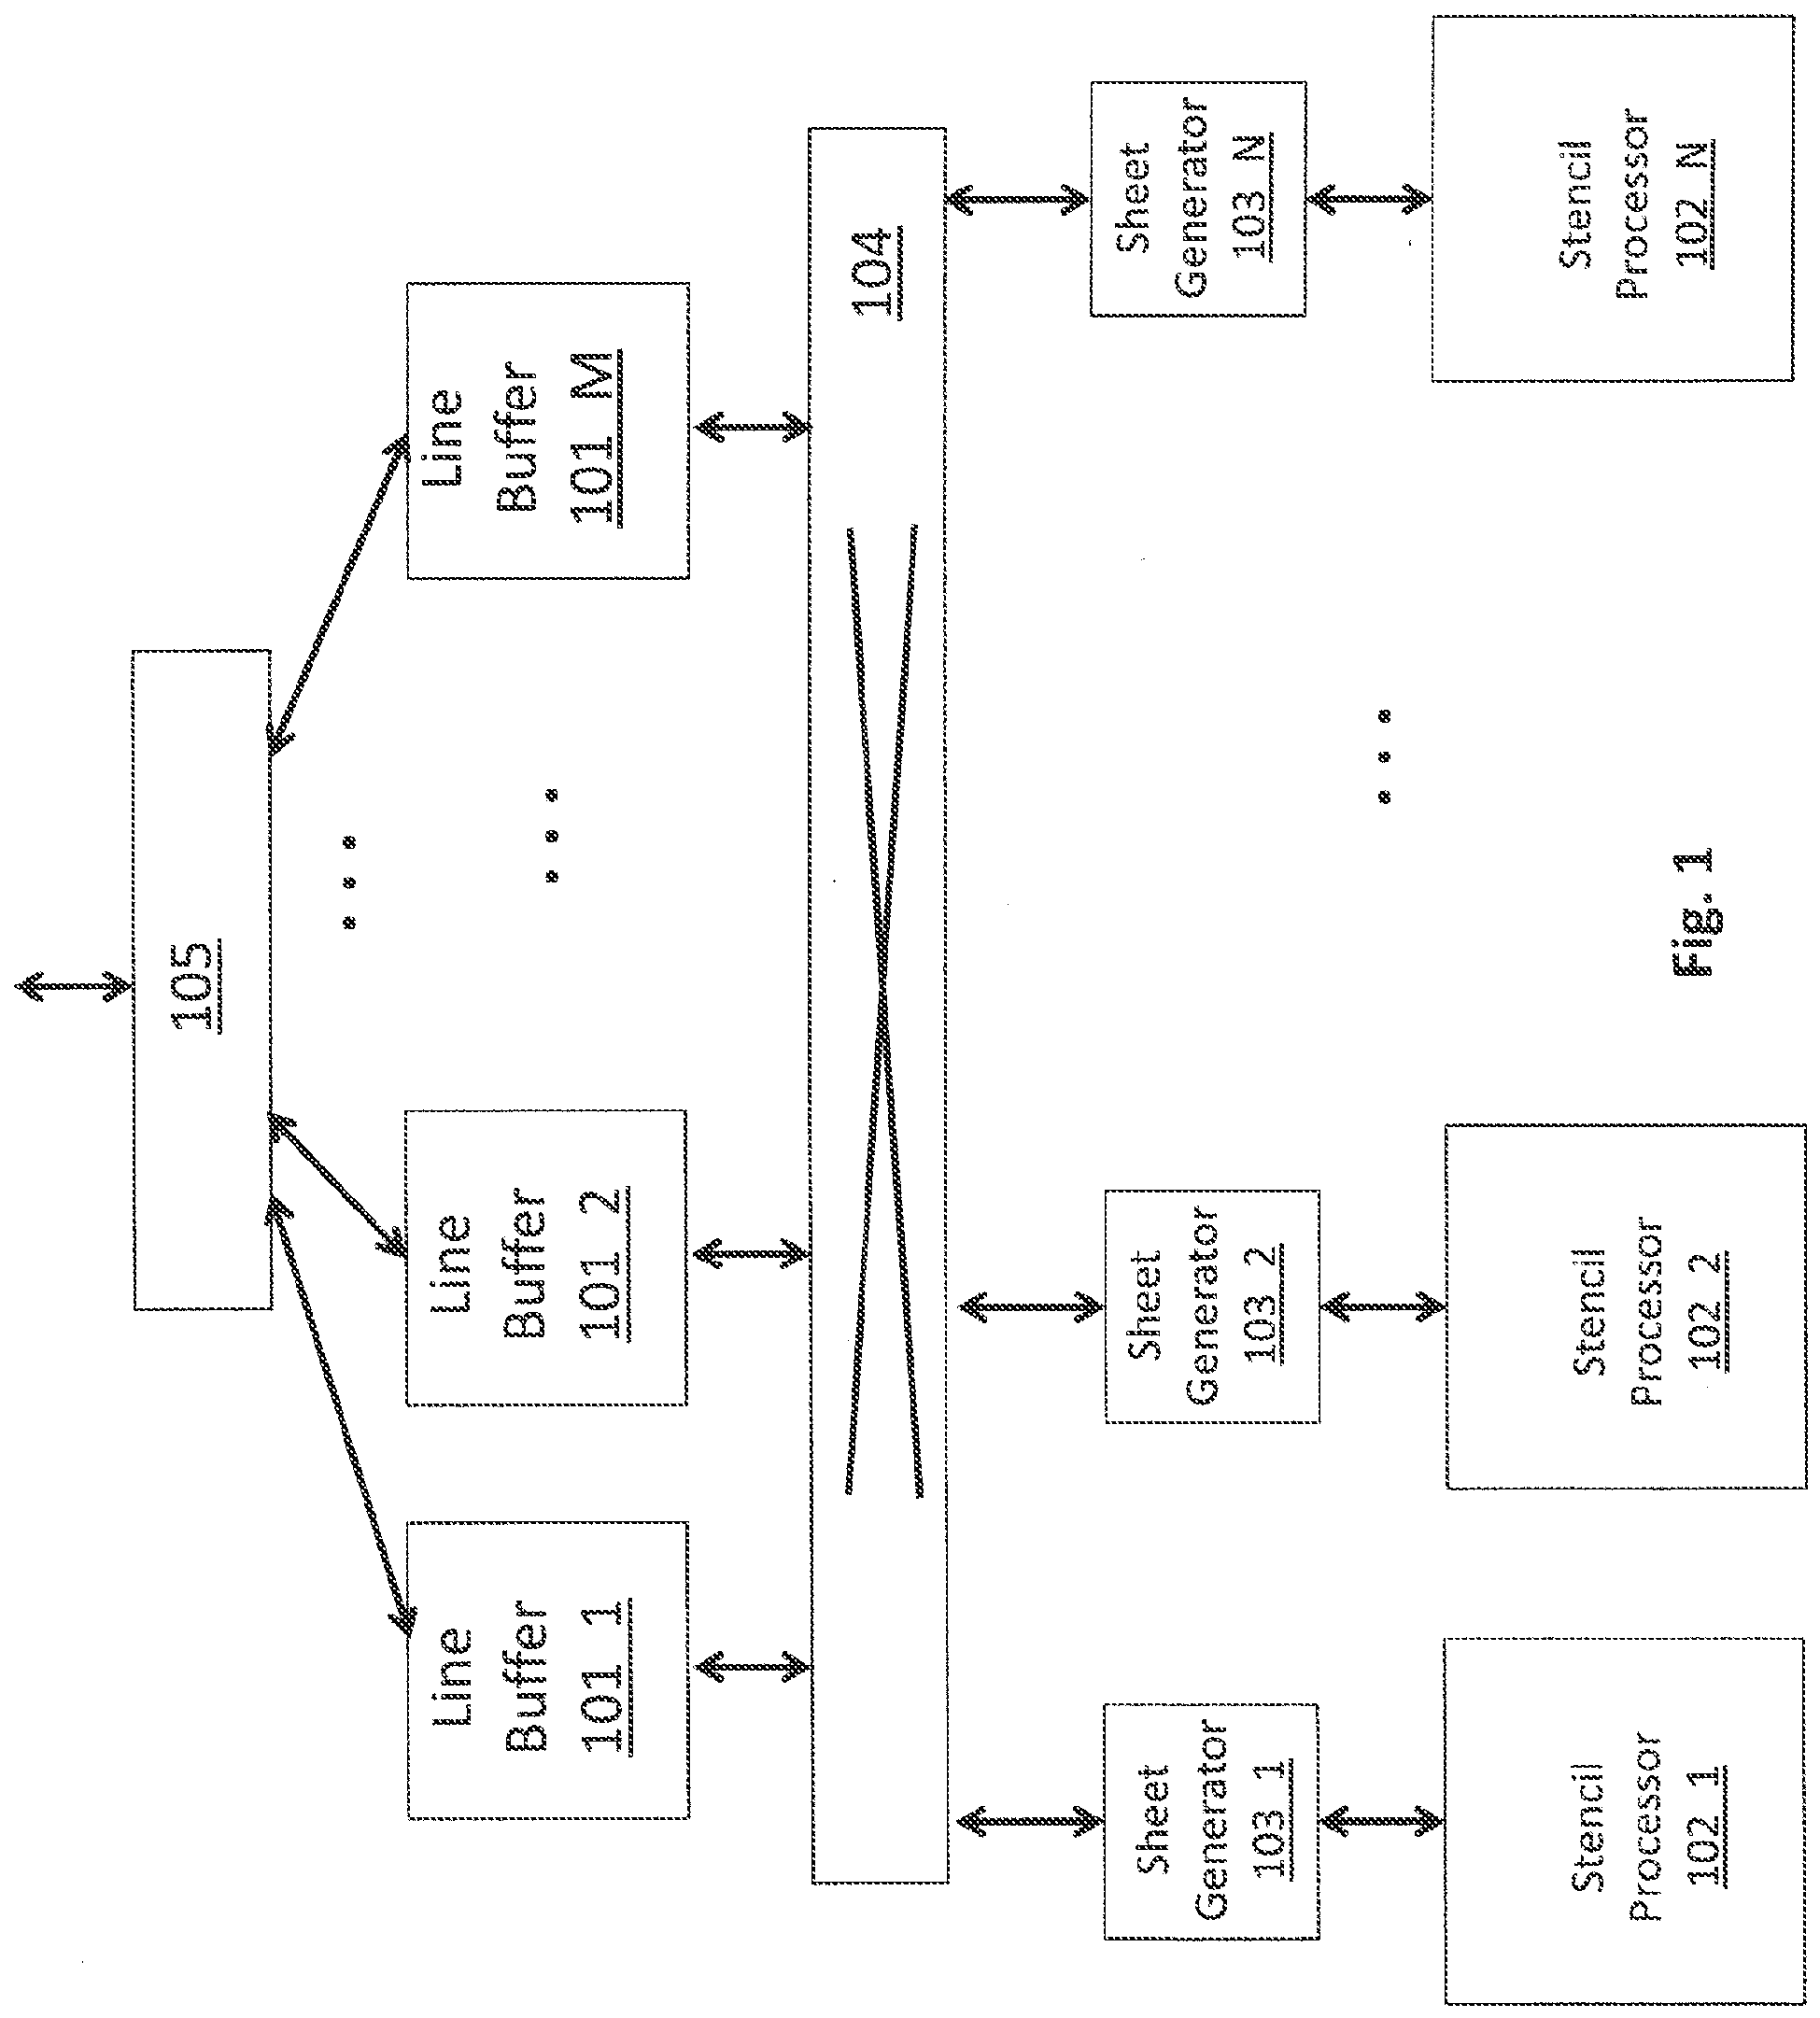 105
Line
Buffer
101_1
Line
Buffer
101_2
Line
Buffer
101_M
104
Sheet
Generator
103_1
Sheet
Generator
103_2
Sheet
Generator
103_N
Stencil
Processor
102_1
Stencil
Processor
102_2
Stencil
Processor
102_N
Fig. 1